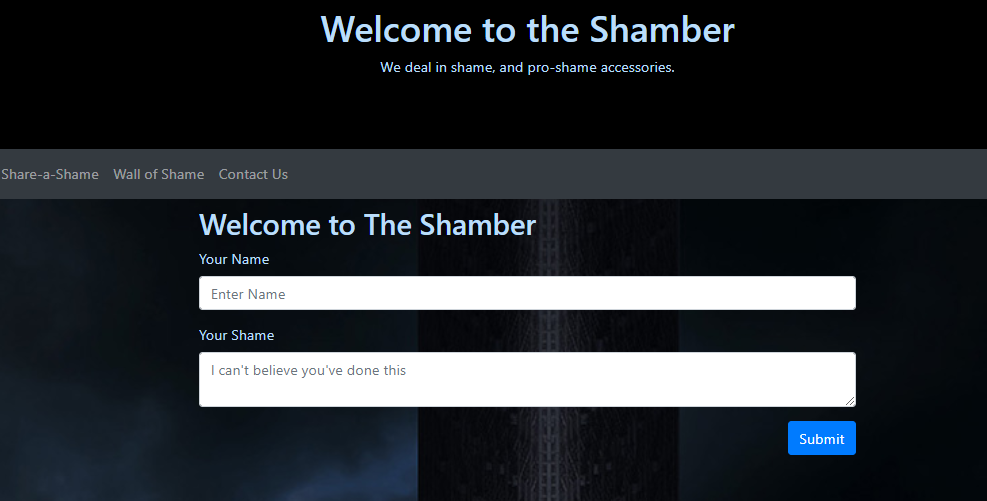 Welcome to the Shamber
We deal in shame, and pro-shame accessories.
Share-a-Shame Wall of Shame Contact Us
Welcome to The Shamber
Your Name
Enter Name
Your Shame
I can't believe you've done this
Submit